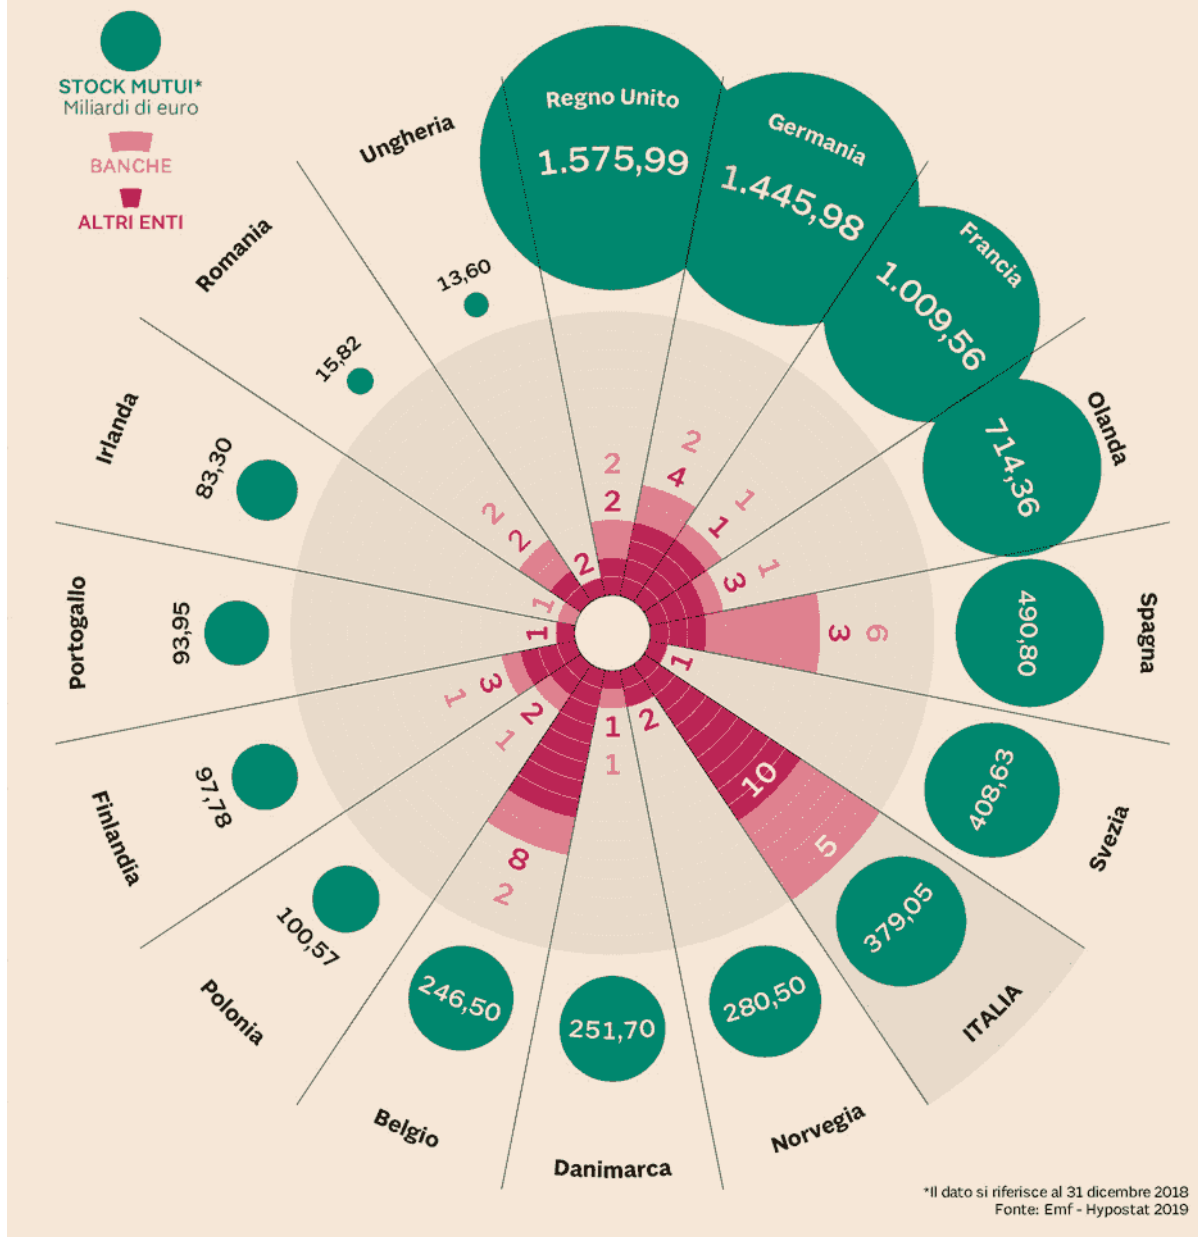 STOCK MUTUI*
Miliardi di euro
BANCHE
ALTRI ENTI
Regno Unito
1.575,99
2
2
Germania
1.445,98
2
4
Francia
1.009,56
1
1
Olanda
714,36
1
3
Spagna
490,80
6
3
Svezia
408,63
1
ITALIA
379,05
5
10
Norvegia
280,50
2
Danimarca
251,70
1
1
Belgio
246,50
8
2
Polonia
100,57
2
1
Finlandia
97,78
3
1
Portogallo
93,95
1
Irlanda
83,30
1
Romania
15,82
2
2
Ungheria
13,60
2
*Il dato si riferisce al 31 dicembre 2018
Fonte: Emf - Hypostat 2019